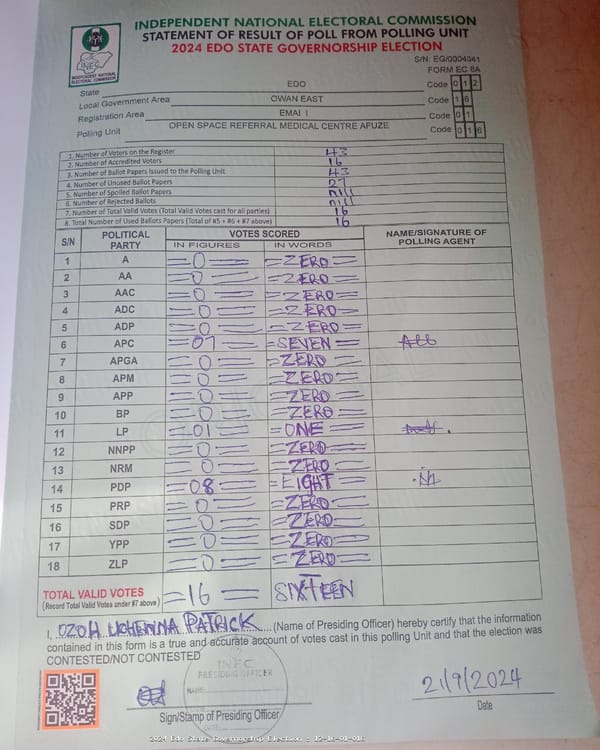 INDEPENDENT NATIONAL ELECTORAL COMMISSION
STATEMENT OF RESULT OF POLL FROM POLLING UNIT
2024 EDO STATE GOVERNORSHIP ELECTION
S/N: EG/0004041
FORM EC 8A
INEC
INDEPENDENT NATIONAL ELECTORAL COMMISSION
State EDO Code 0 1 2
Local Government Area OWAN EAST Code 1 6
Registration Area EMAI I Code 0 1
Polling Unit OPEN SPACE REFERRAL MEDICAL CENTRE AFUZE Code 0 1 6
1. Number of Voters on the Register 43
2. Number of Accredited Voters 16
3. Number of Ballot Papers Issued to the Polling Unit 43
4. Number of Unused Ballot Papers 27
5. Number of Spoiled Ballot Papers nill
6. Number of Rejected Ballots nill
7. Number of Total Valid Votes (Total Valid Votes cast for all parties) 16
8. Total Number of Used Ballots Papers (Total of #5 + #6 + #7 above) 16
S/N POLITICAL PARTY VOTES SCORED NAME/SIGNATURE OF POLLING AGENT
IN FIGURES IN WORDS
1 A =0= =ZERO=
2 AA =0= =ZERO=
3 AAC =0= =ZERO=
4 ADC =0= =ZERO=
5 ADP =0= =ZERO=
6 APC =07= =SEVEN=
7 APGA =0= =ZERO=
8 APM =0= =ZERO=
9 APP =0= =ZERO=
10 BP =0= =ZERO=
11 LP =01= =ONE=
12 NNPP =0= =ZERO=
13 NRM =0= =ZERO=
14 PDP =08= =EIGHT=
15 PRP =0= =ZERO=
16 SDP =0= =ZERO=
17 YPP =0= =ZERO=
18 ZLP =0= =ZERO=
TOTAL VALID VOTES =16= SIXTEEN
(Record Total Valid Votes under #7 above)
I, OZOH UCHENNA PATRICK (Name of Presiding Officer) hereby certify that the information
contained in this form is a true and accurate account of votes cast in this polling Unit and that the election was
CONTESTED/NOT CONTESTED
INEC
PRESIDING OFFICER
NAME:
DATE:
21/9/2024
Sign/Stamp of Presiding Officer
Date
2024 Edo State Governorship Election - 12-16-01-016